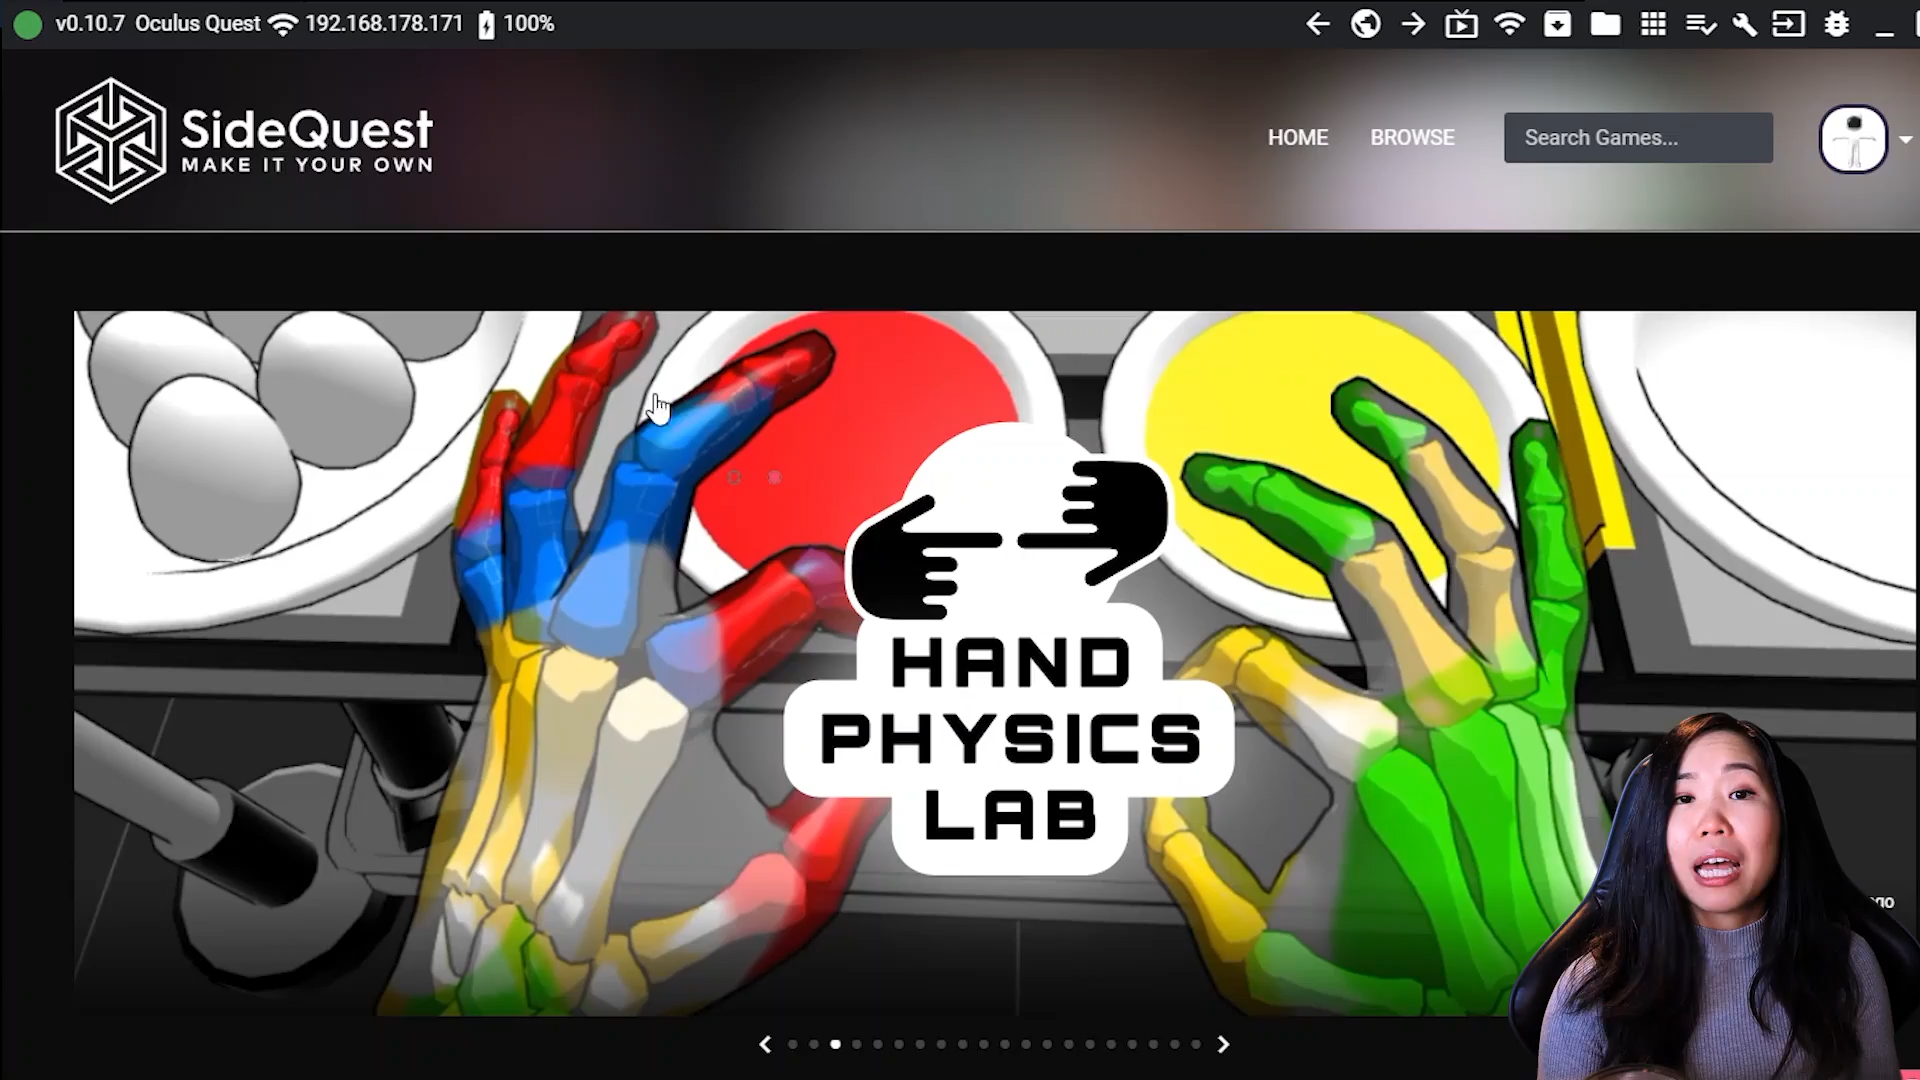 v0.10.7 Oculus Quest 192.168.178.171 100%
SideQuest
MAKE IT YOUR OWN
HOME BROWSE Search Games...
HAND
PHYSICS
LAB